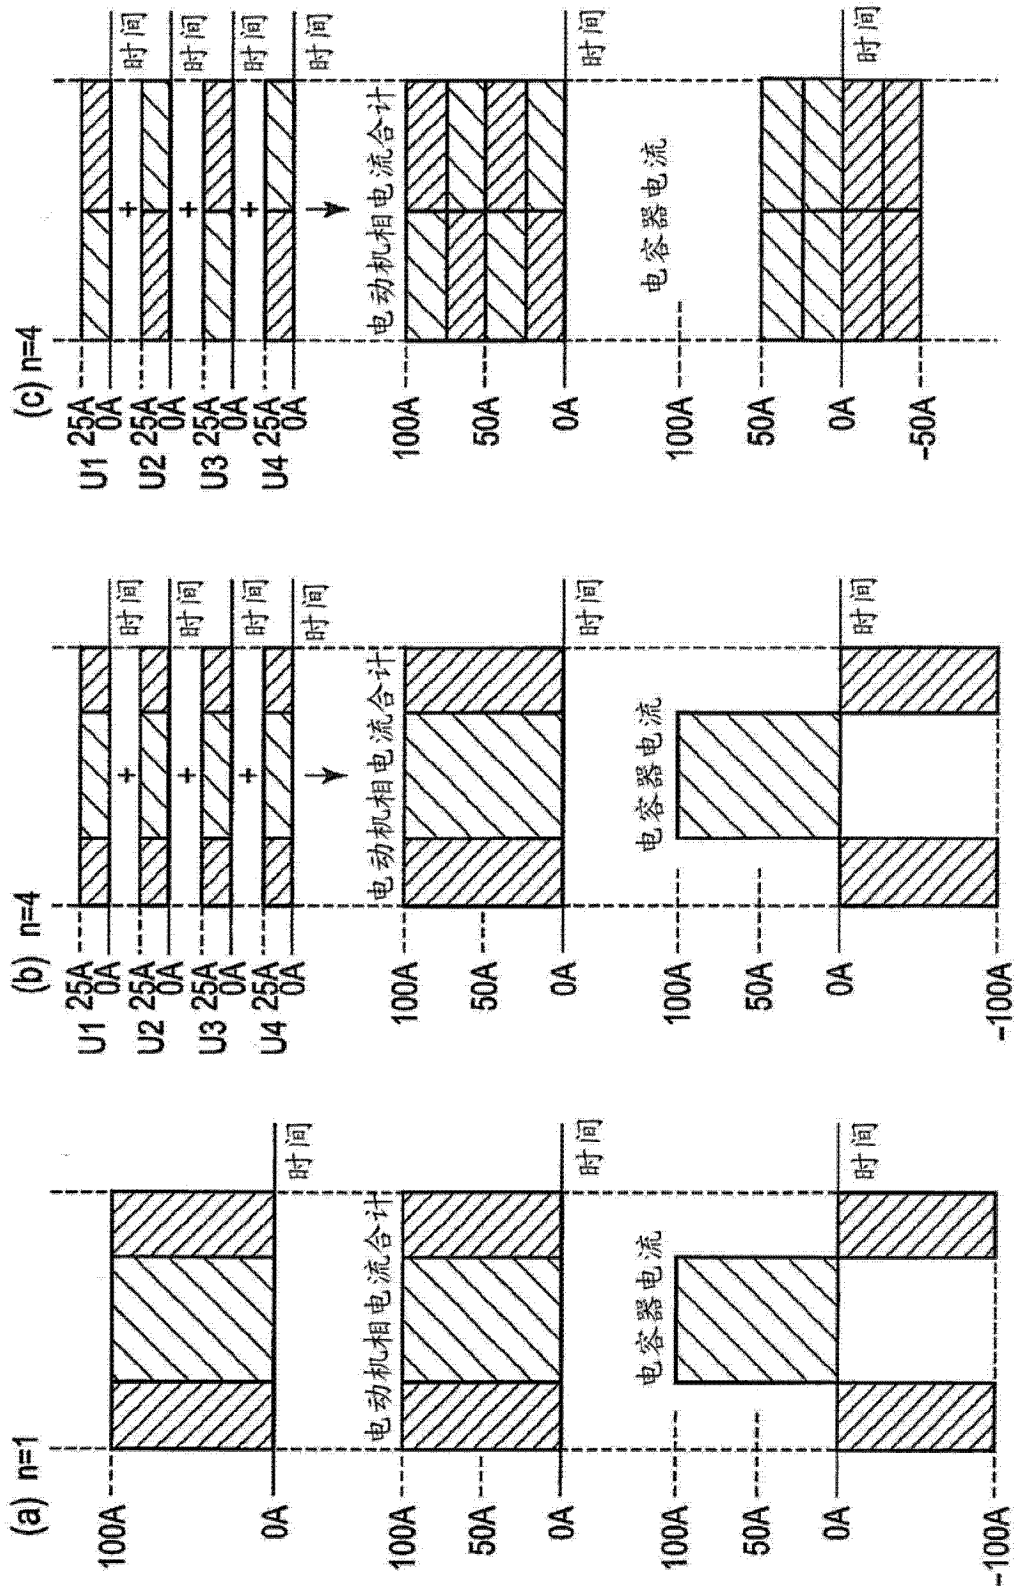 (a) n=1
100A
0A
时间
电动机相电流合计
100A
50A
0A
时间
电容器电流
100A
50A
0A
时间
-100A
(b) n=4
U1 25A
0A
时间
+
U2 25A
0A
时间
+
U3 25A
0A
时间
+
U4 25A
0A
时间
电动机相电流合计
100A
50A
0A
时间
电容器电流
100A
50A
0A
时间
-100A
(c) n=4
U1 25A
0A
时间
+
U2 25A
0A
时间
+
U3 25A
0A
时间
+
U4 25A
0A
时间
电动机相电流合计
100A
50A
0A
时间
电容器电流
100A
50A
0A
时间
-50A